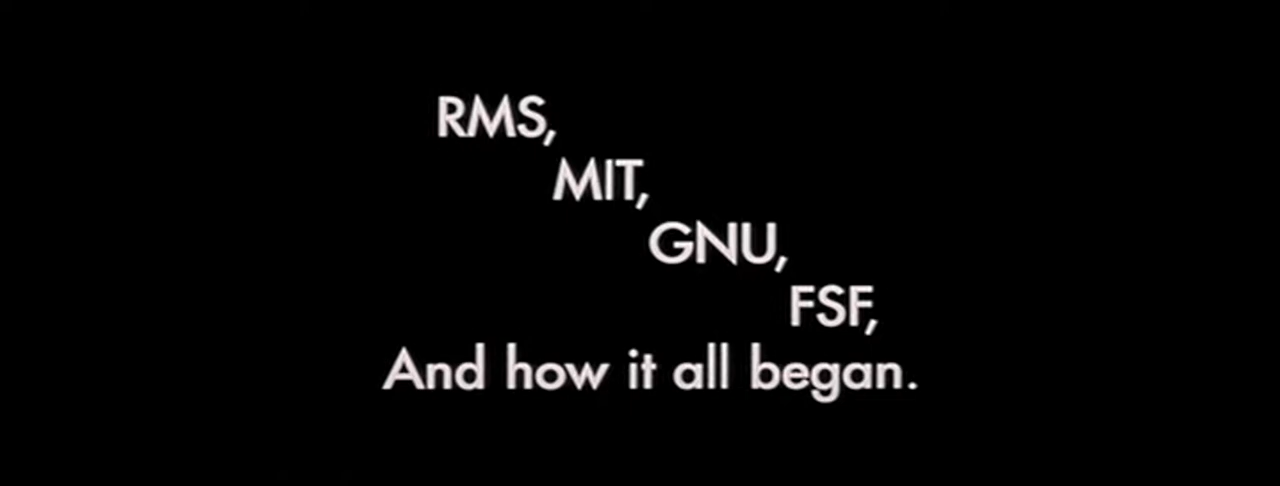 RMS,
MIT,
GNU,
FSF,
And how it all began.